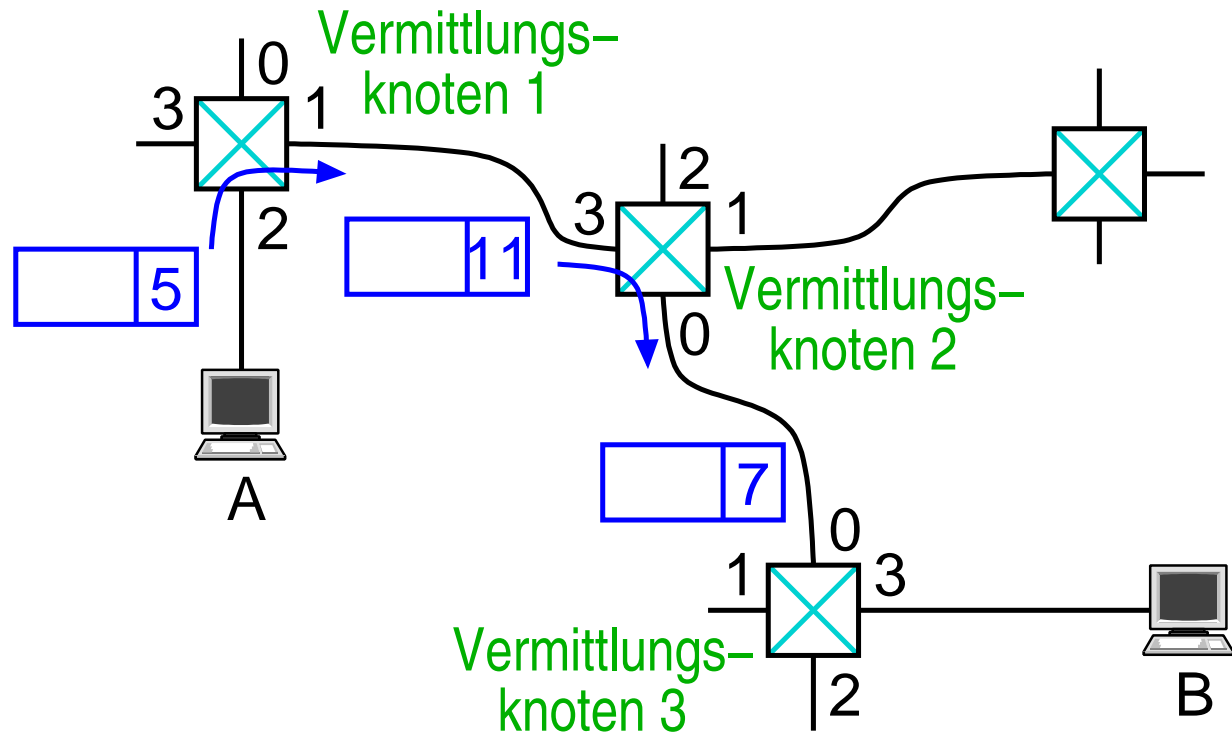 Vermittlungs–
knoten 1
0
3
1
2
5
A
11
2
3
1
0
Vermittlungs–
knoten 2
7
0
1
3
2
Vermittlungs–
knoten 3
B